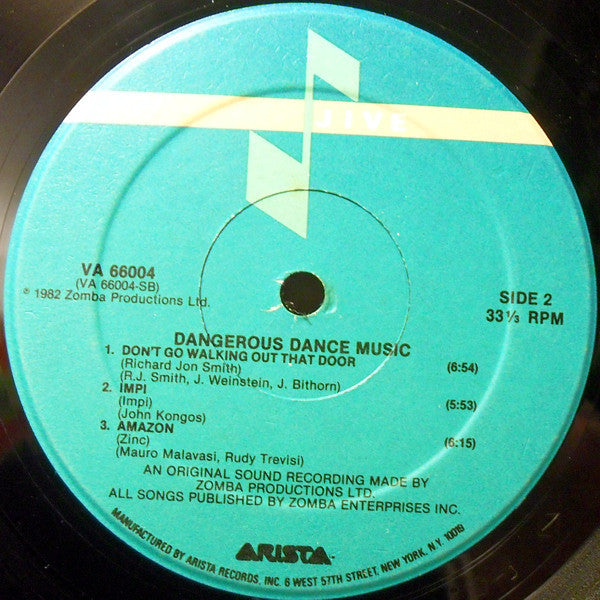 JIVE
VA 66004
(VA 66004-SB)
℗ 1982 Zomba Productions Ltd.
SIDE 2
33⅓ RPM
DANGEROUS DANCE MUSIC
1. DON'T GO WALKING OUT THAT DOOR
(Richard Jon Smith) (6:54)
(R.J. Smith, J. Weinstein, J. Bithorn)
2. IMPI
(Impi) (5:53)
(John Kongos)
3. AMAZON
(Zinc) (6:15)
(Mauro Malavasi, Rudy Trevisi)
AN ORIGINAL SOUND RECORDING MADE BY
ZOMBA PRODUCTIONS LTD.
ALL SONGS PUBLISHED BY ZOMBA ENTERPRISES INC.
ARISTA
MANUFACTURED BY ARISTA RECORDS, INC. 6 WEST 57TH STREET, NEW YORK, N.Y. 10019